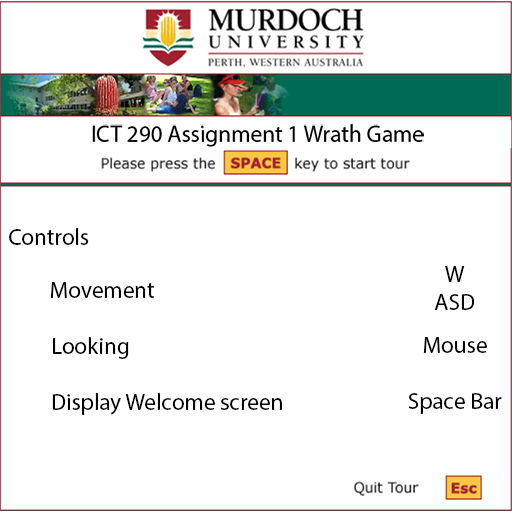 MURDOCH
UNIVERSITY
PERTH, WESTERN AUSTRALIA
ICT 290 Assignment 1 Wrath Game
Please press the SPACE key to start tour
Controls
Movement W ASD
Looking Mouse
Display Welcome screen Space Bar
Quit Tour Esc